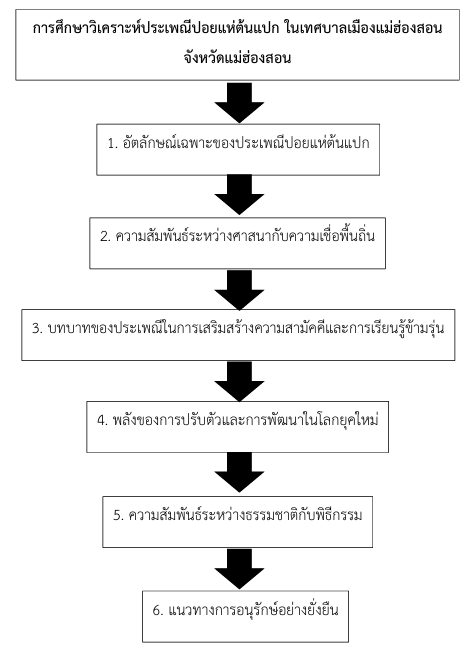 การศึกษาวิเคราะห์ประเพณีปอยแห่ต้นแปก ในเทศบาลเมืองแม่ฮ่องสอน
จังหวัดแม่ฮ่องสอน
1. อัตลักษณ์เฉพาะของประเพณีปอยแห่ต้นแปก
2. ความสัมพันธ์ระหว่างศาสนากับความเชื่อพื้นถิ่น
3. บทบาทของประเพณีในการเสริมสร้างความสามัคคีและการเรียนรู้ข้ามรุ่น
4. พลังของการปรับตัวและการพัฒนาในโลกยุคใหม่
5. ความสัมพันธ์ระหว่างธรรมชาติกับพิธีกรรม
6. แนวทางการอนุรักษ์อย่างยั่งยืน